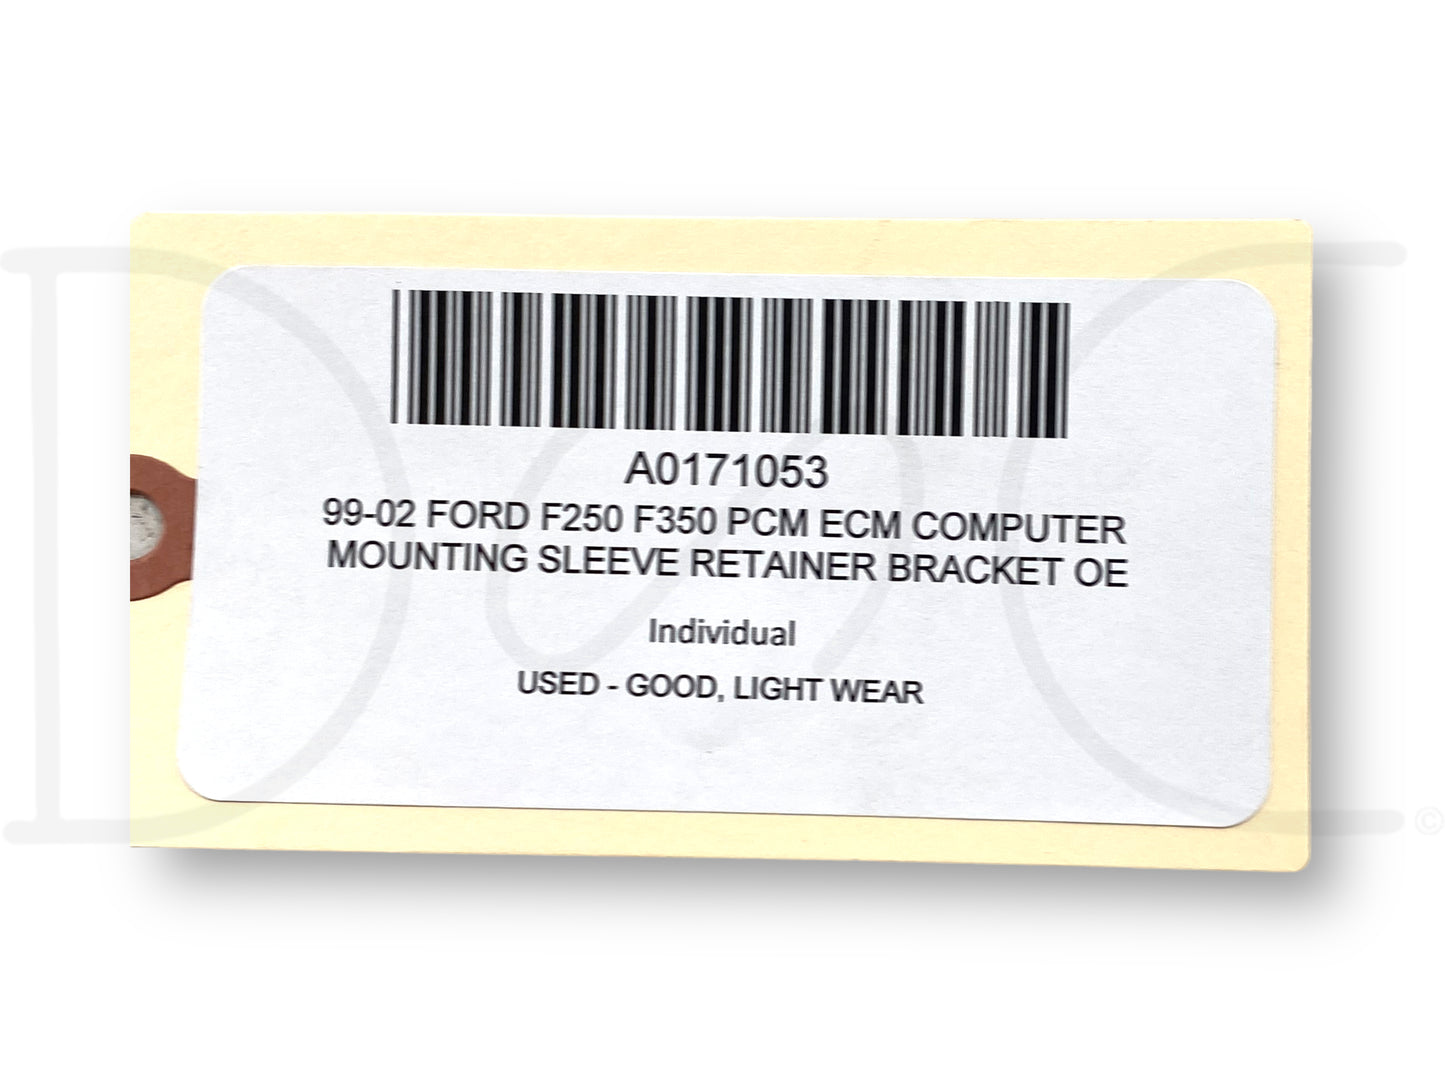 A0171053
99-02 FORD F250 F350 PCM ECM COMPUTER
MOUNTING SLEEVE RETAINER BRACKET OE
Individual
USED - GOOD, LIGHT WEAR
D&C
©